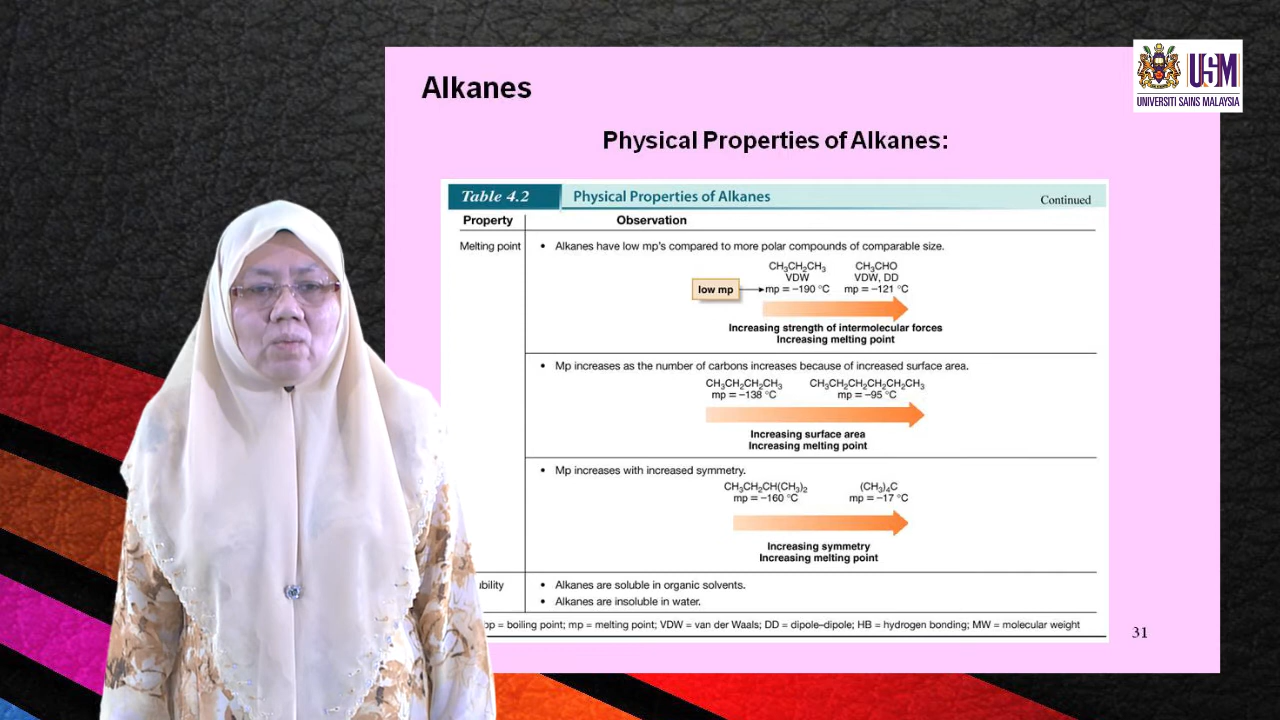 Alkanes
USM
UNIVERSITI SAINS MALAYSIA
Physical Properties of Alkanes:
Table 4.2 Physical Properties of Alkanes Continued
Property Observation
Melting point • Alkanes have low mp's compared to more polar compounds of comparable size.
CH₃CH₂CH₃ CH₃CHO
VDW VDW, DD
low mp mp = –190 °C mp = –121 °C
Increasing strength of intermolecular forces
Increasing melting point
• Mp increases as the number of carbons increases because of increased surface area.
CH₃CH₂CH₂CH₃ CH₃CH₂CH₂CH₂CH₂CH₃
mp = –138 °C mp = –95 °C
Increasing surface area
Increasing melting point
• Mp increases with increased symmetry.
CH₃CH₂CH(CH₃)₂ (CH₃)₄C
mp = –160 °C mp = –17 °C
Increasing symmetry
Increasing melting point
• Alkanes are soluble in organic solvents.
• Alkanes are insoluble in water.
bp = boiling point; mp = melting point; VDW = van der Waals; DD = dipole–dipole; HB = hydrogen bonding; MW = molecular weight
31